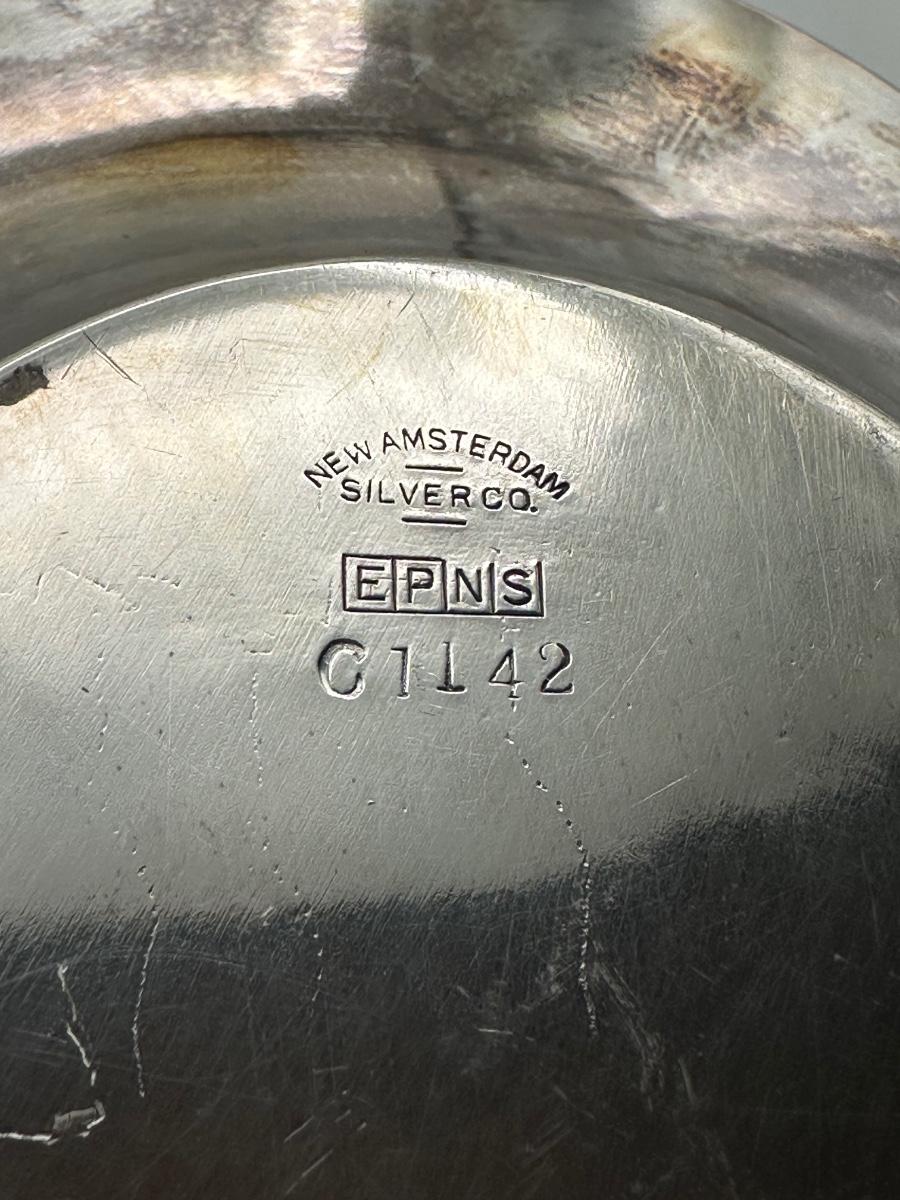 NEW AMSTERDAM
SILVER CO.
EPNS
C1142